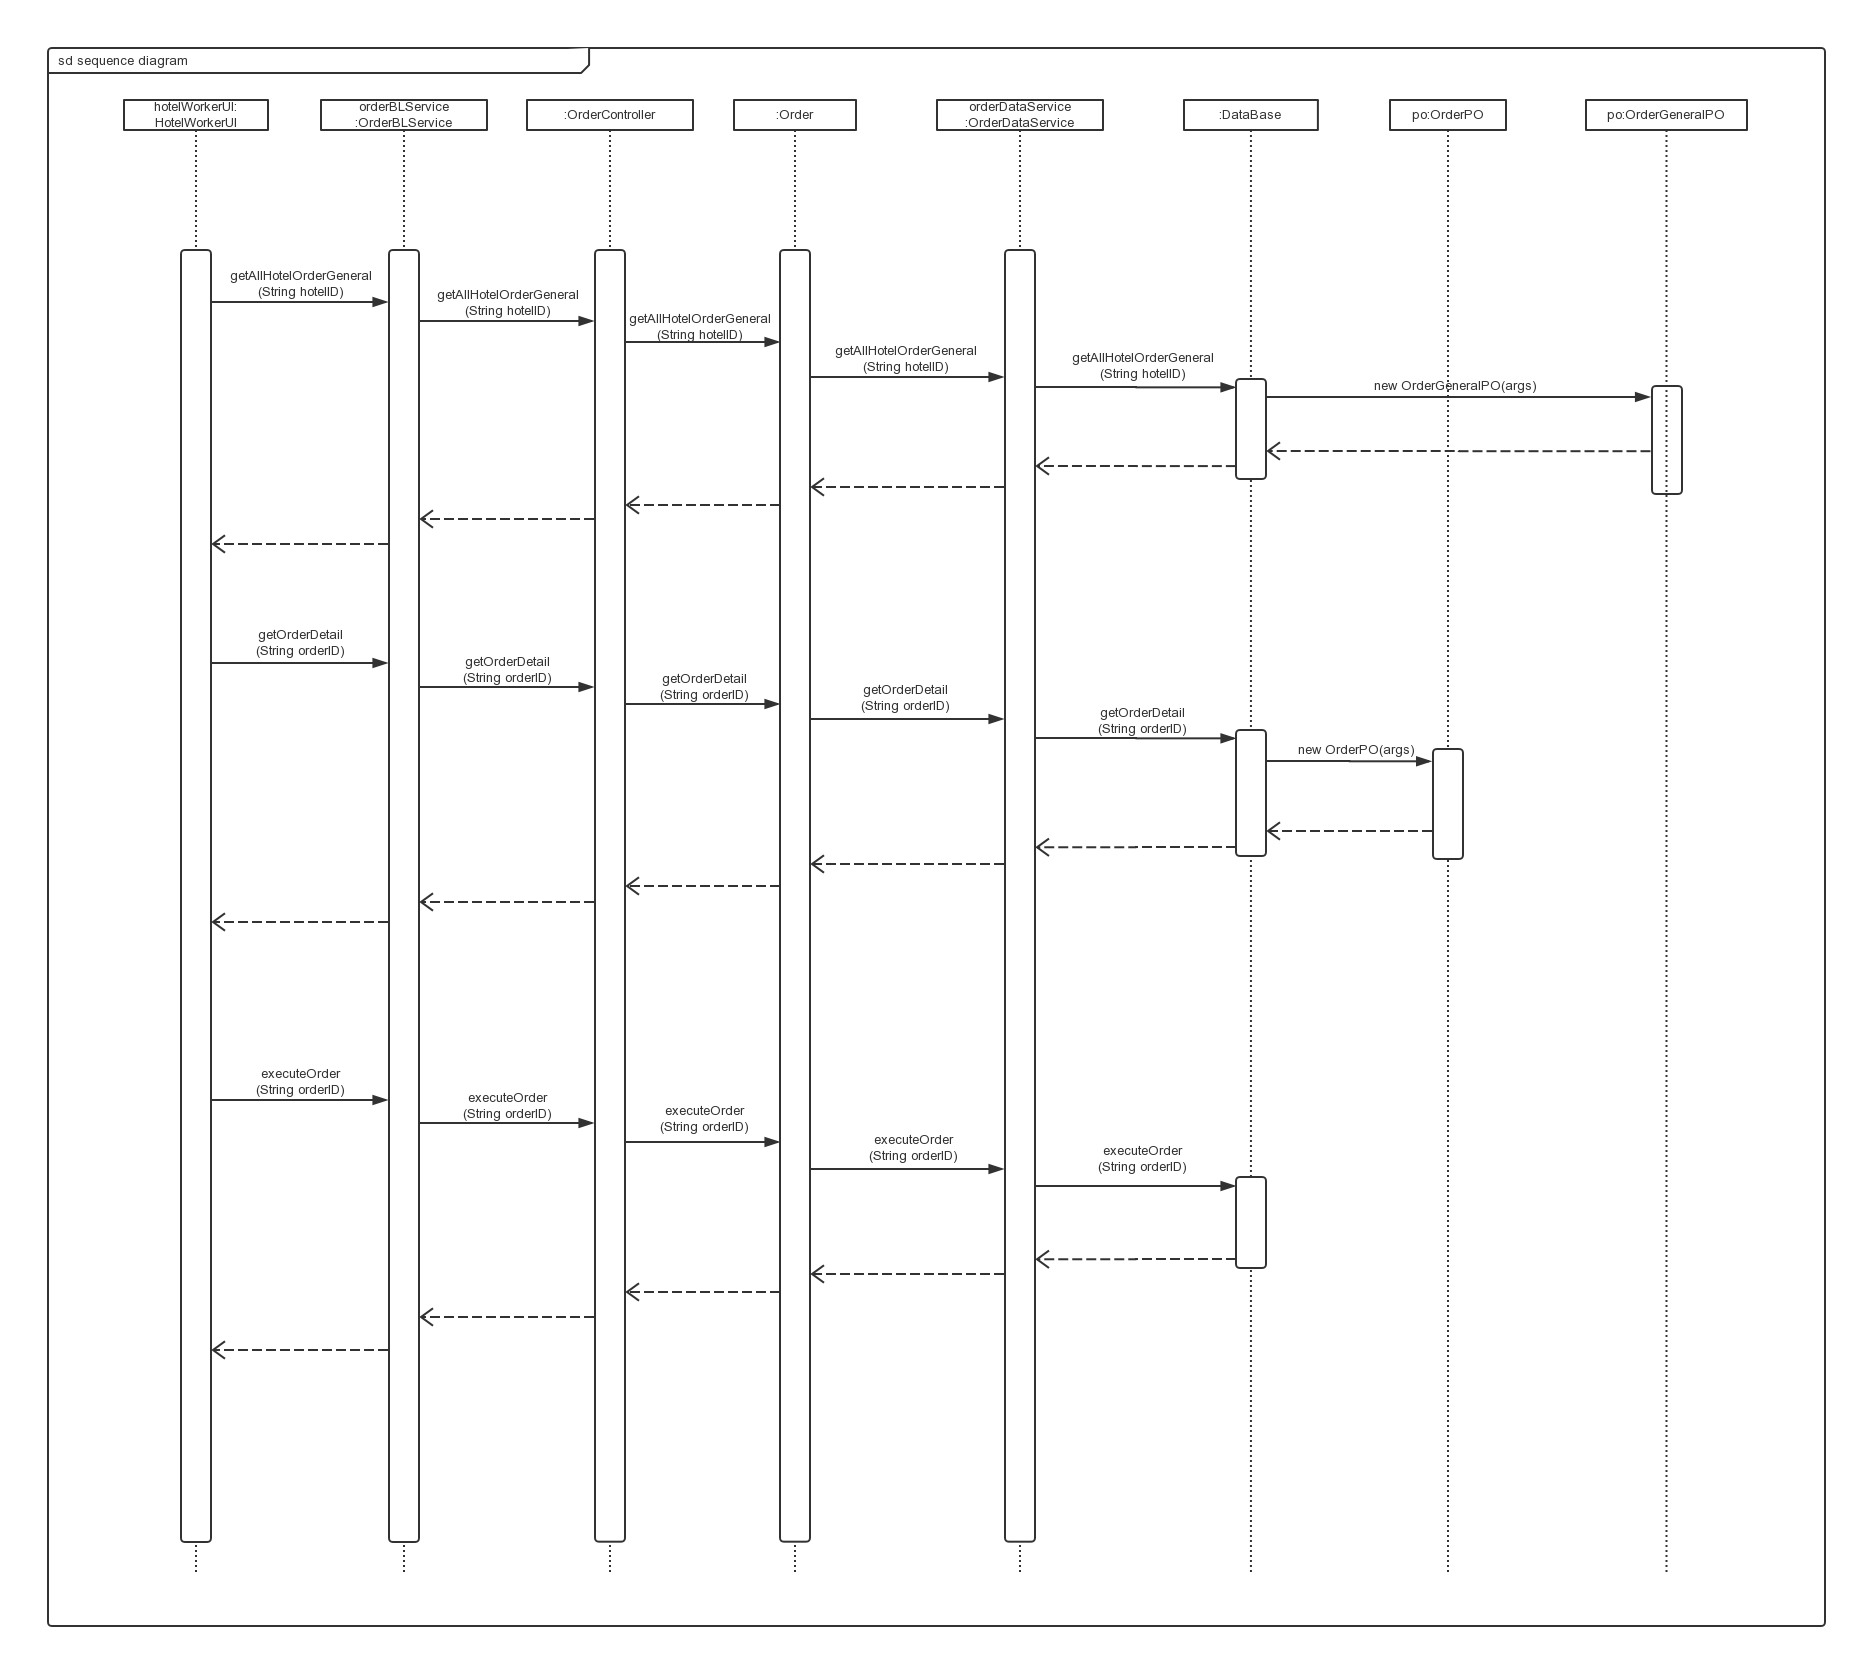 sd sequence diagram
hotelWorkerUI:
HotelWorkerUI
orderBLService
:OrderBLService
:OrderController
:Order
orderDataService
:OrderDataService
:DataBase
po:OrderPO
po:OrderGeneralPO
getAllHotelOrderGeneral
(String hotelID)
getAllHotelOrderGeneral
(String hotelID)
getAllHotelOrderGeneral
(String hotelID)
getAllHotelOrderGeneral
(String hotelID)
getAllHotelOrderGeneral
(String hotelID)
new OrderGeneralPO(args)
getOrderDetail
(String orderID)
getOrderDetail
(String orderID)
getOrderDetail
(String orderID)
getOrderDetail
(String orderID)
getOrderDetail
(String orderID)
new OrderPO(args)
executeOrder
(String orderID)
executeOrder
(String orderID)
executeOrder
(String orderID)
executeOrder
(String orderID)
executeOrder
(String orderID)